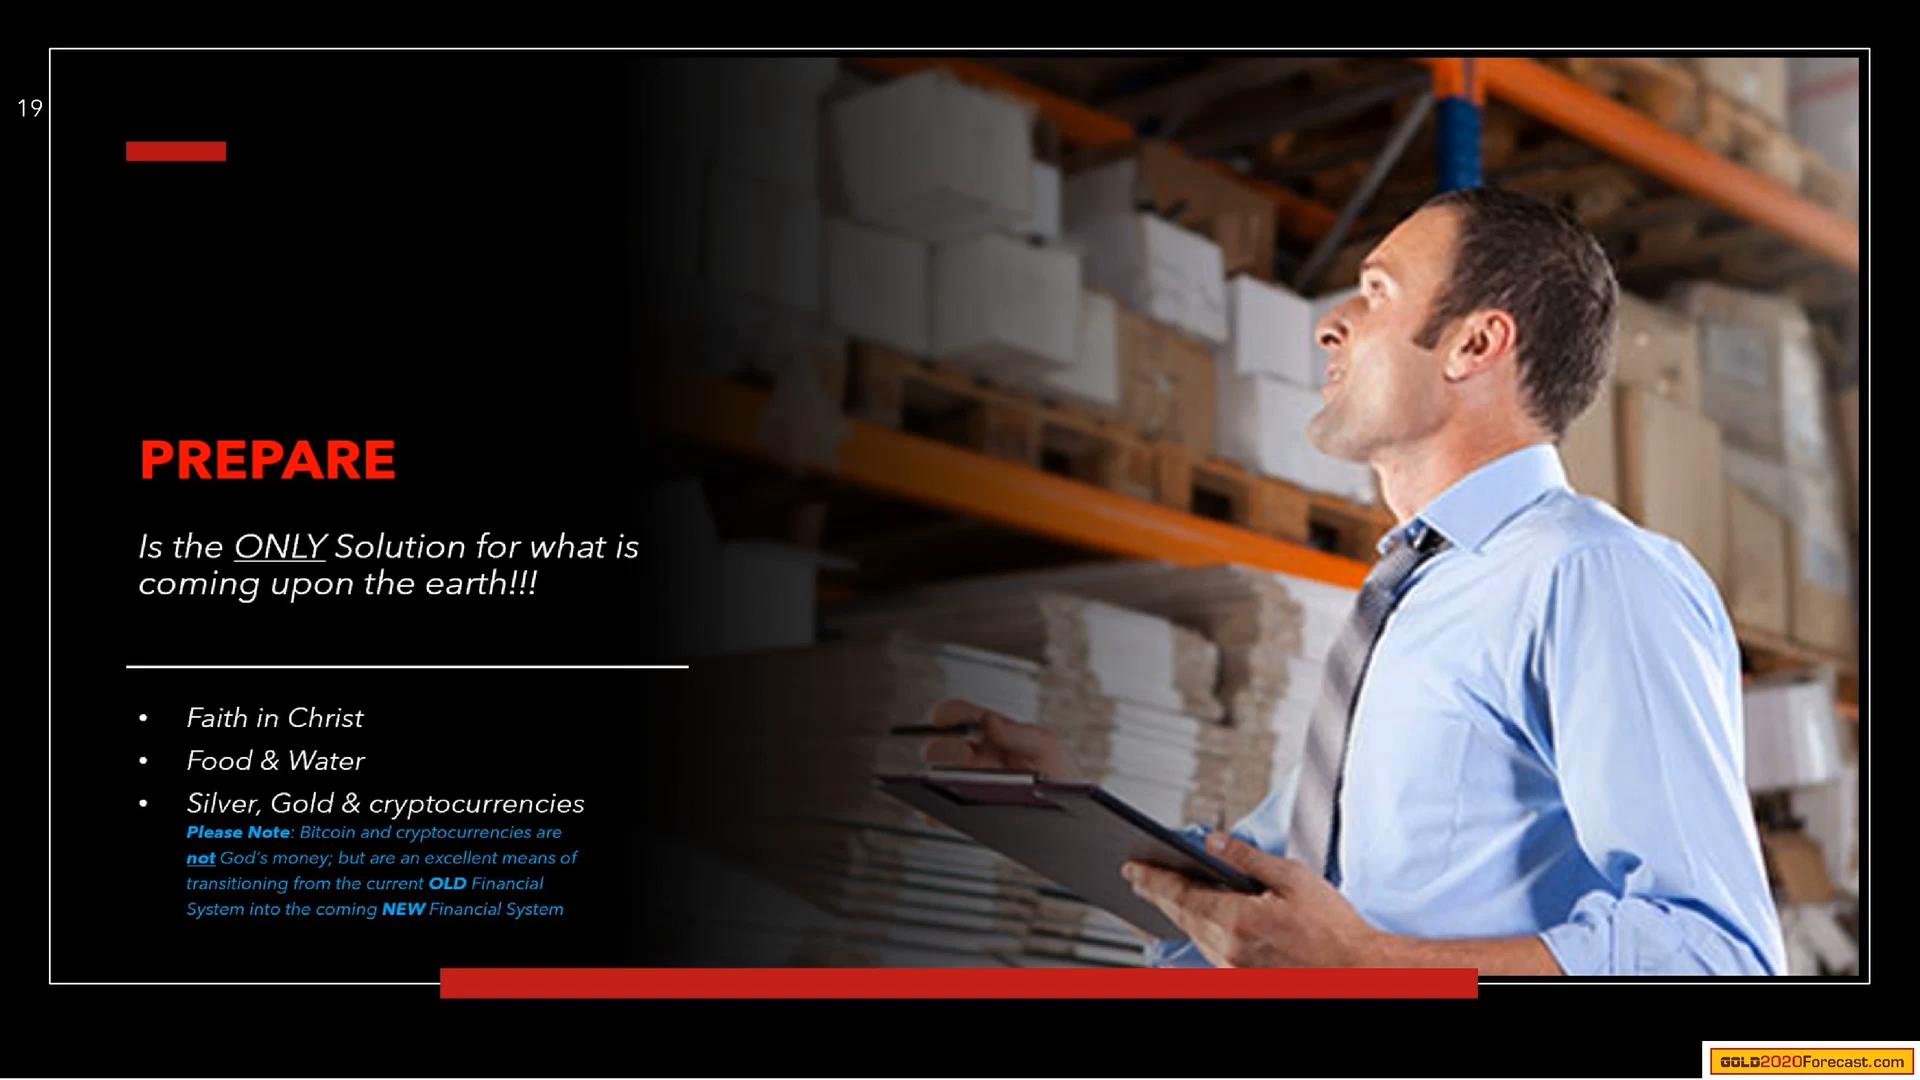 19
PREPARE
Is the ONLY Solution for what is
coming upon the earth!!!
• Faith in Christ
• Food & Water
• Silver, Gold & cryptocurrencies
Please Note: Bitcoin and cryptocurrencies are
not God's money; but are an excellent means of
transitioning from the current OLD Financial
System into the coming NEW Financial System
GOLD2020Forecast.com